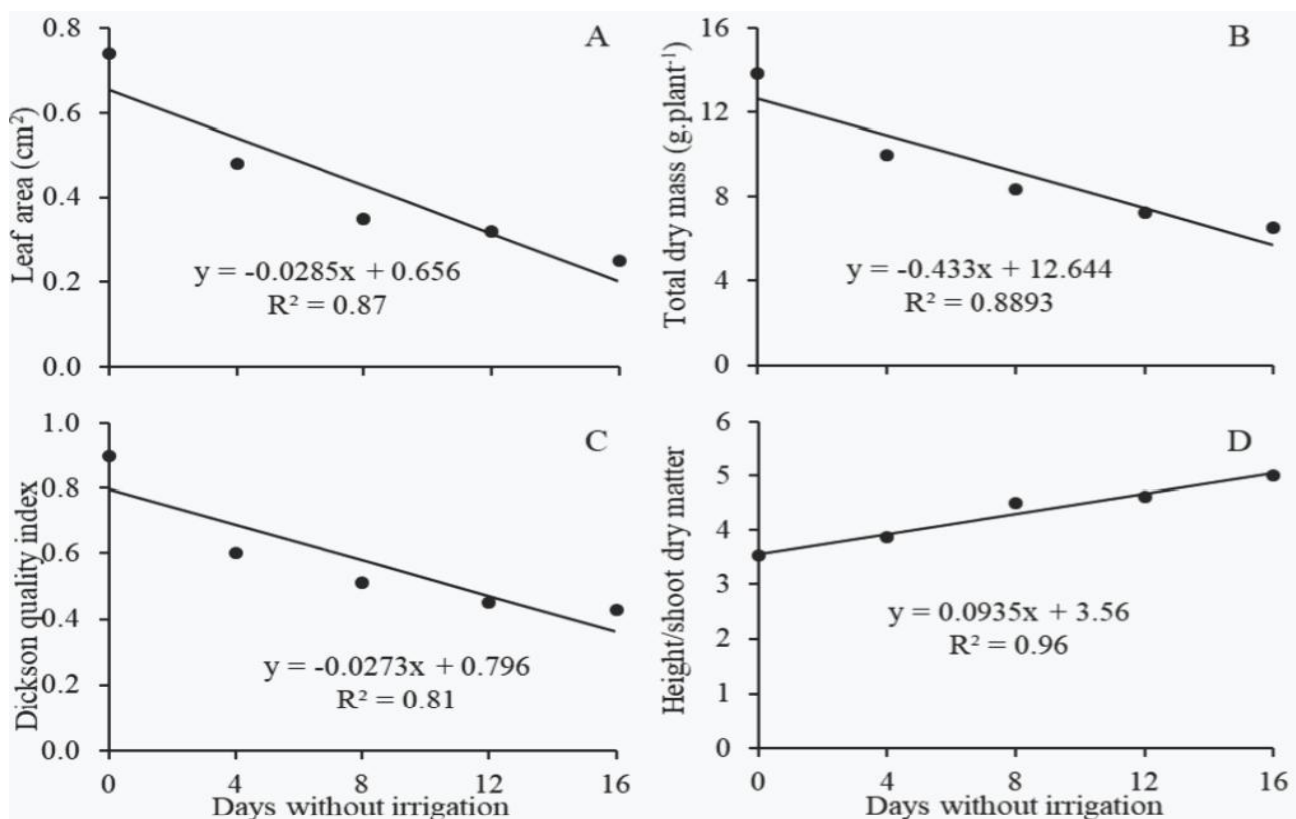 A
Leaf area (cm²)
0.8
0.6
0.4
0.2
0.0
y = -0.0285x + 0.656
R² = 0.87
B
Total dry mass (g.plant⁻¹)
16
12
8
4
0
y = -0.433x + 12.644
R² = 0.8893
C
Dickson quality index
1.0
0.8
0.6
0.4
0.2
0.0
y = -0.0273x + 0.796
R² = 0.81
0 4 8 12 16
Days without irrigation
D
Height/shoot dry matter
6
5
4
3
2
1
0
y = 0.0935x + 3.56
R² = 0.96
0 4 8 12 16
Days without irrigation